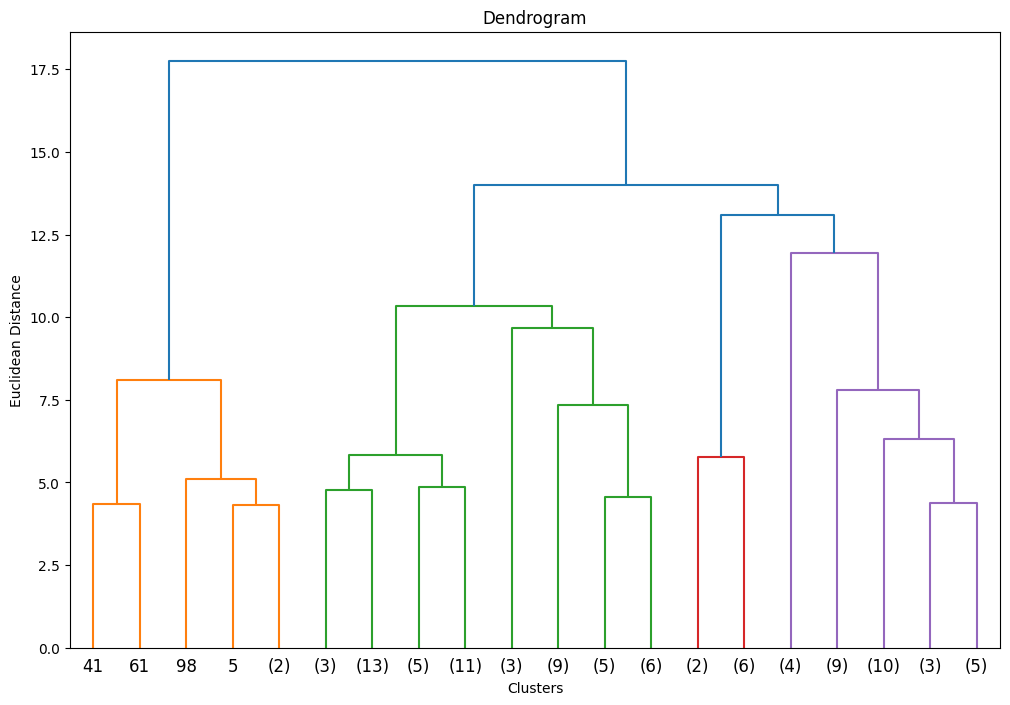 Dendrogram
Euclidean Distance
17.5
15.0
12.5
10.0
7.5
5.0
2.5
0.0
41 61 98 5 (2) (3) (13) (5) (11) (3) (9) (5) (6) (2) (6) (4) (9) (10) (3) (5)
Clusters